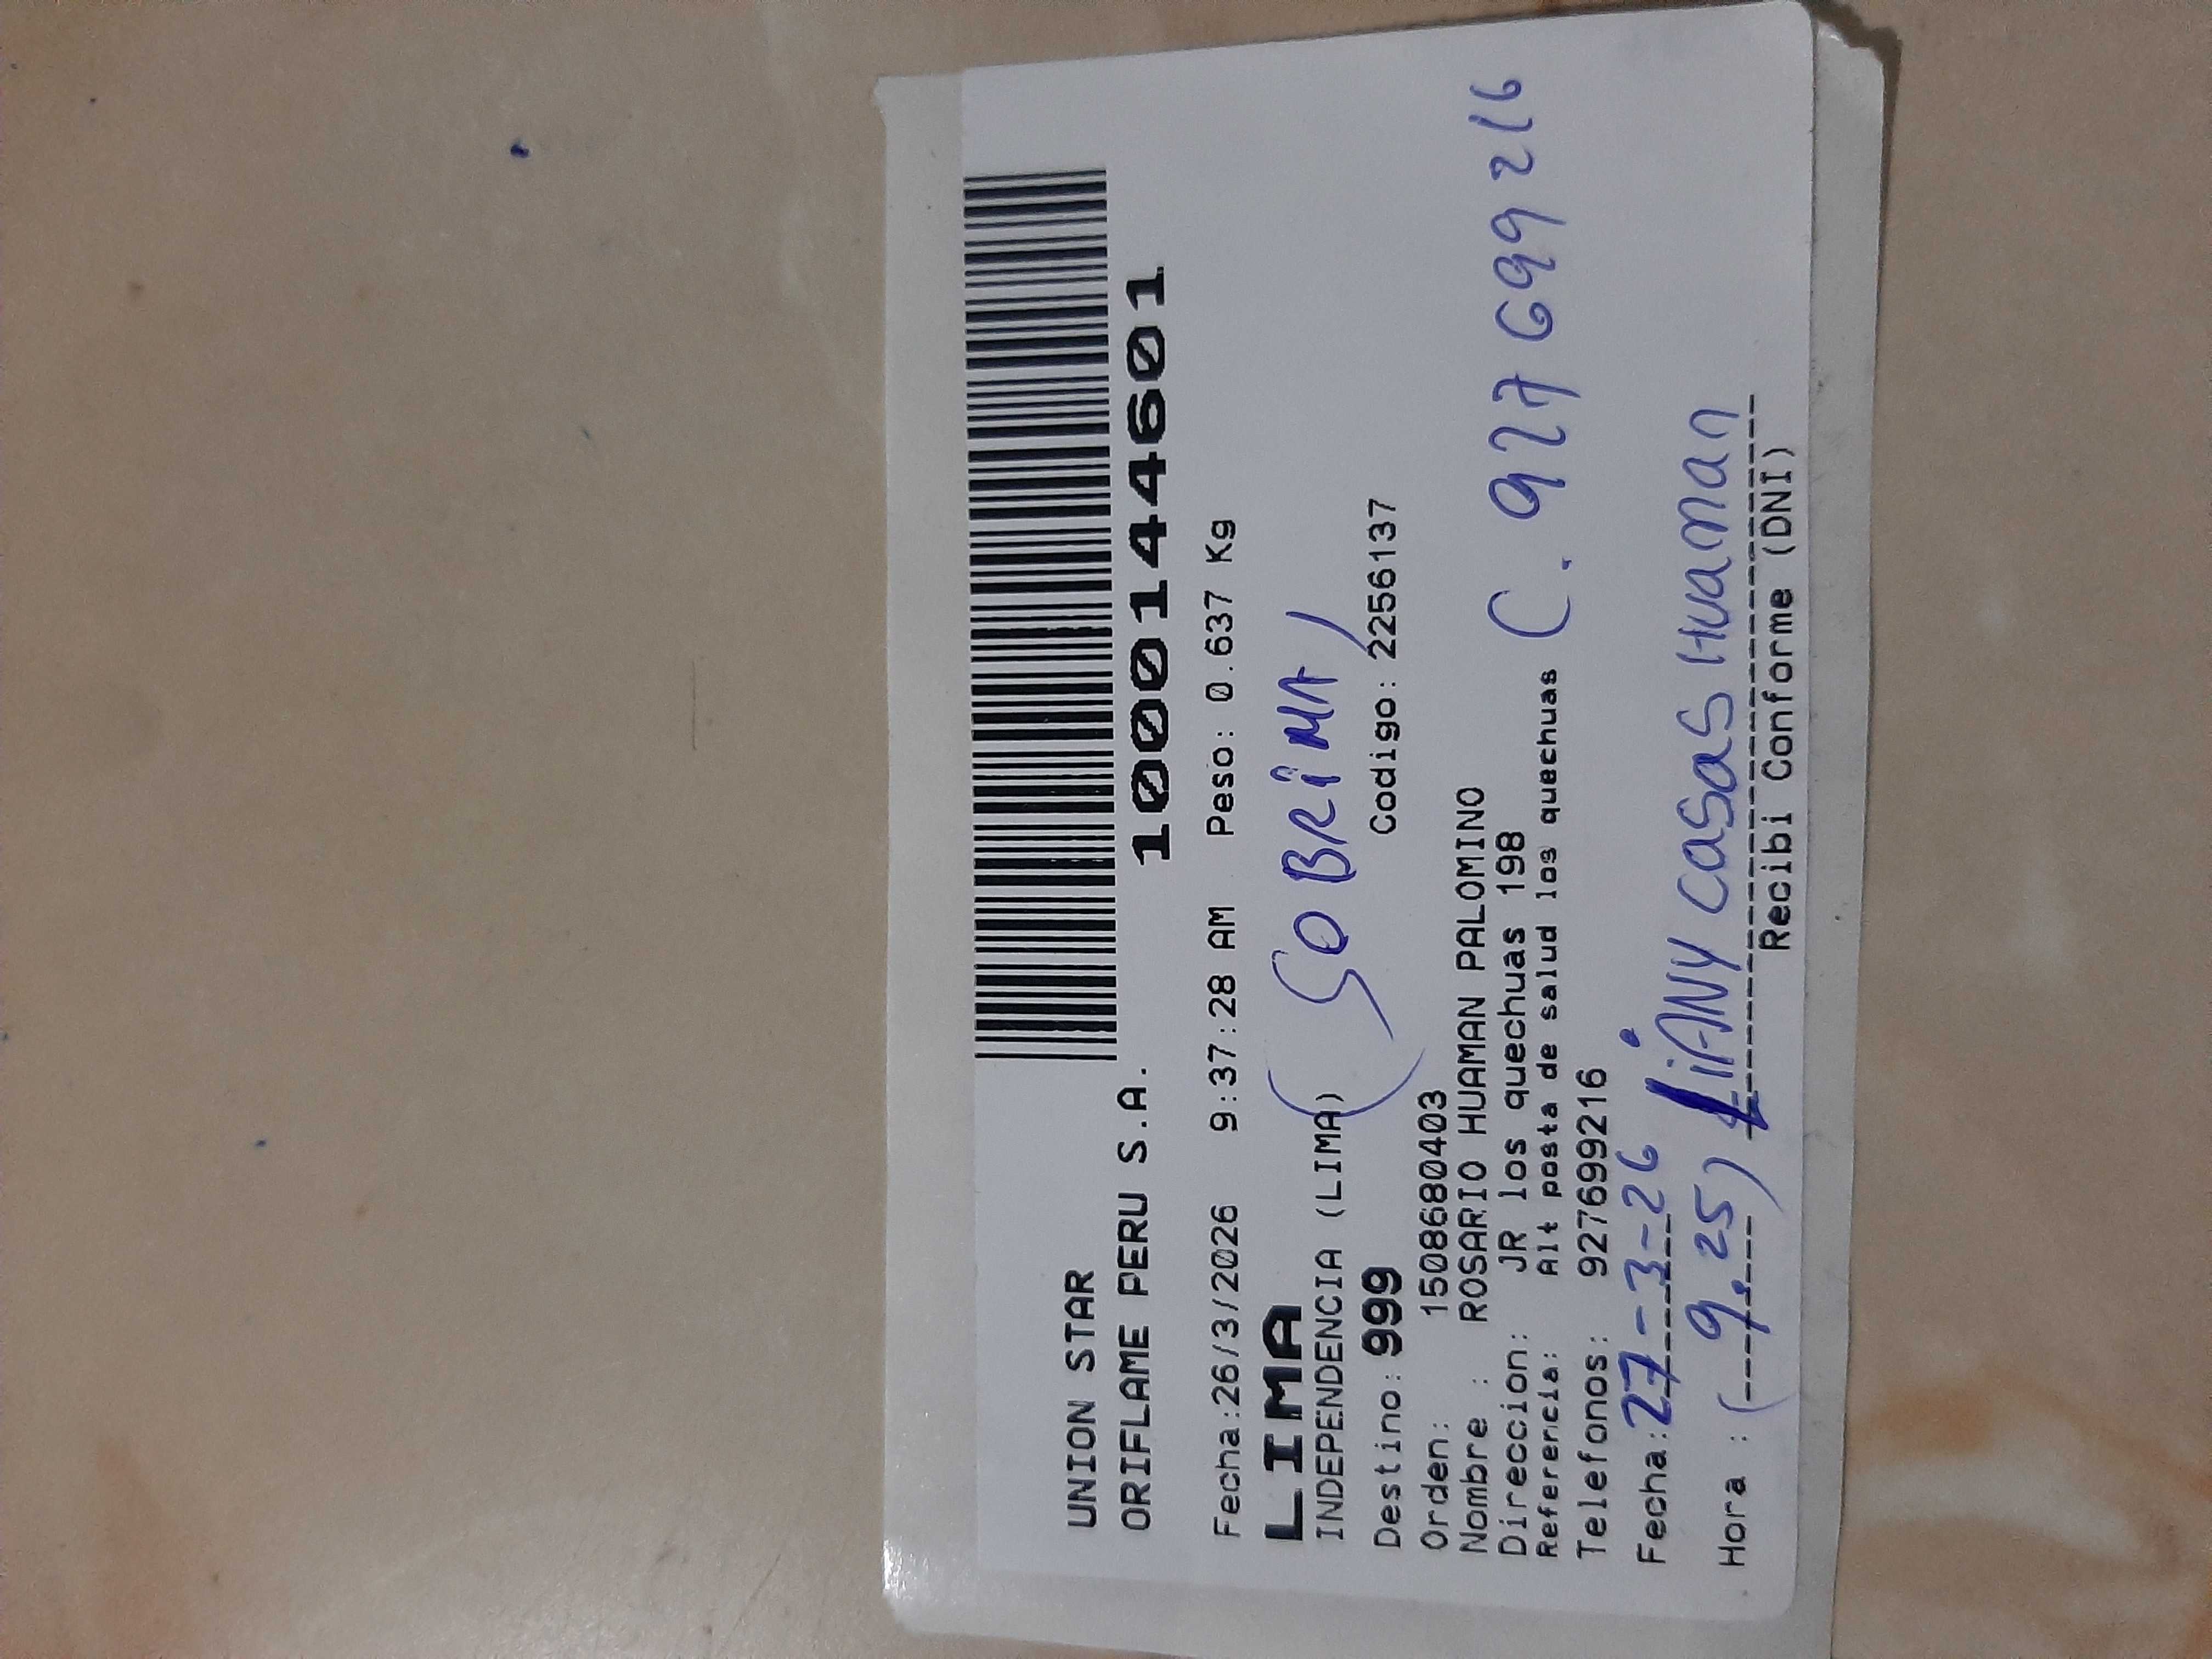 UNION STAR
ORIFLAME PERU S.A.
1000144601
Fecha:26/3/2026 9:37:28 AM Peso: 0.637 Kg
LIMA
INDEPENDENCIA (LIMA) (SOBRiMA)
Destino: 999 Codigo: 2256137
Orden: 1508680403
Nombre : ROSARIO HUAMAN PALOMINO
Direccion: JR los quechuas 198
Referencia: Alt posta de salud los quechuas
Telefonos: 927699216 C. 927699216
Fecha: 27-3-26
Hora : (9.25) LiANY casas Huaman
Recibi Conforme (DNI)